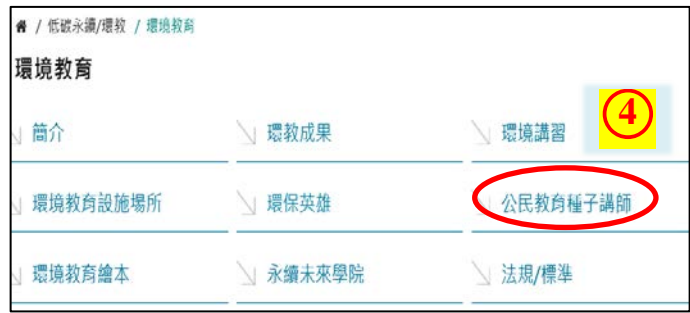 / 低碳永續/環教 / 環境教育
環境教育
簡介 環教成果 環境講習 ④
環境教育設施場所 環保英雄 公民教育種子講師
環境教育繪本 永續未來學院 法規/標準